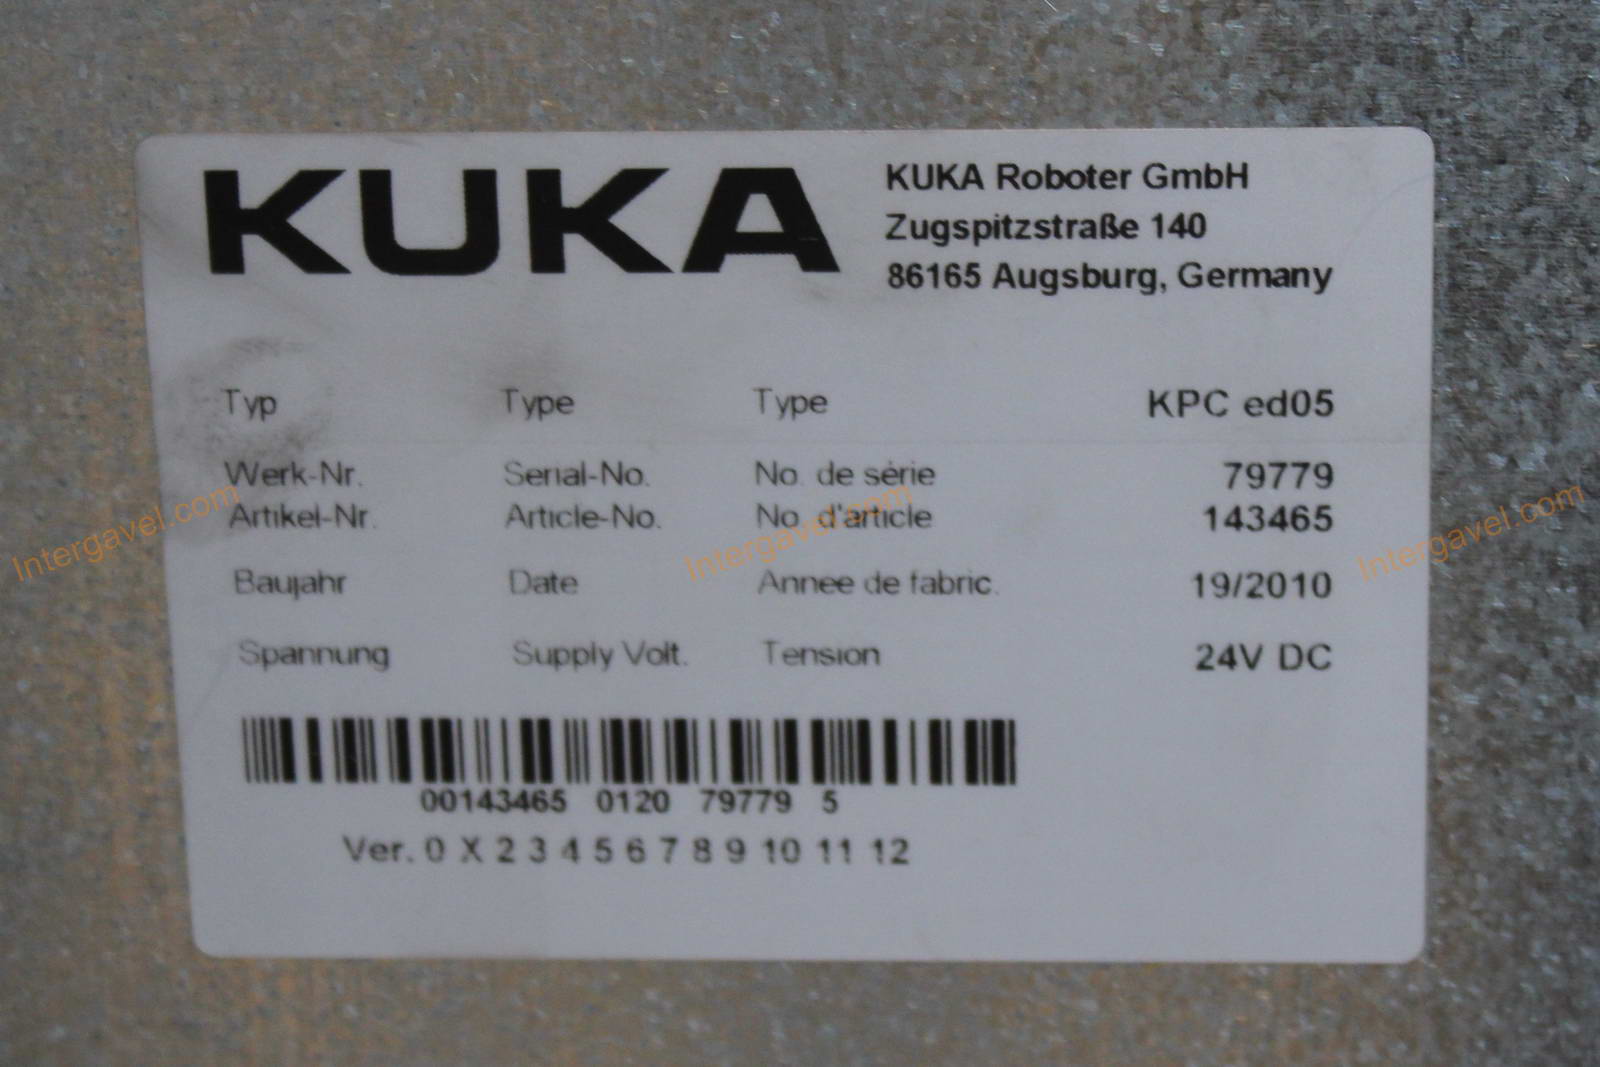 KUKA
KUKA Roboter GmbH
Zugspitzstraße 140
86165 Augsburg, Germany
Typ Type Type KPC ed05
Werk-Nr. Serial-No. No. de série 79779
Artikel-Nr. Article-No. No. d'article 143465
Baujahr Date Annee de fabric. 19/2010
Spannung Supply Volt. Tension 24V DC
00143465 0120 79779 5
Ver. 0 X 2 3 4 5 6 7 8 9 10 11 12
Intergavel.com
Intergavel.com
Intergavel.com